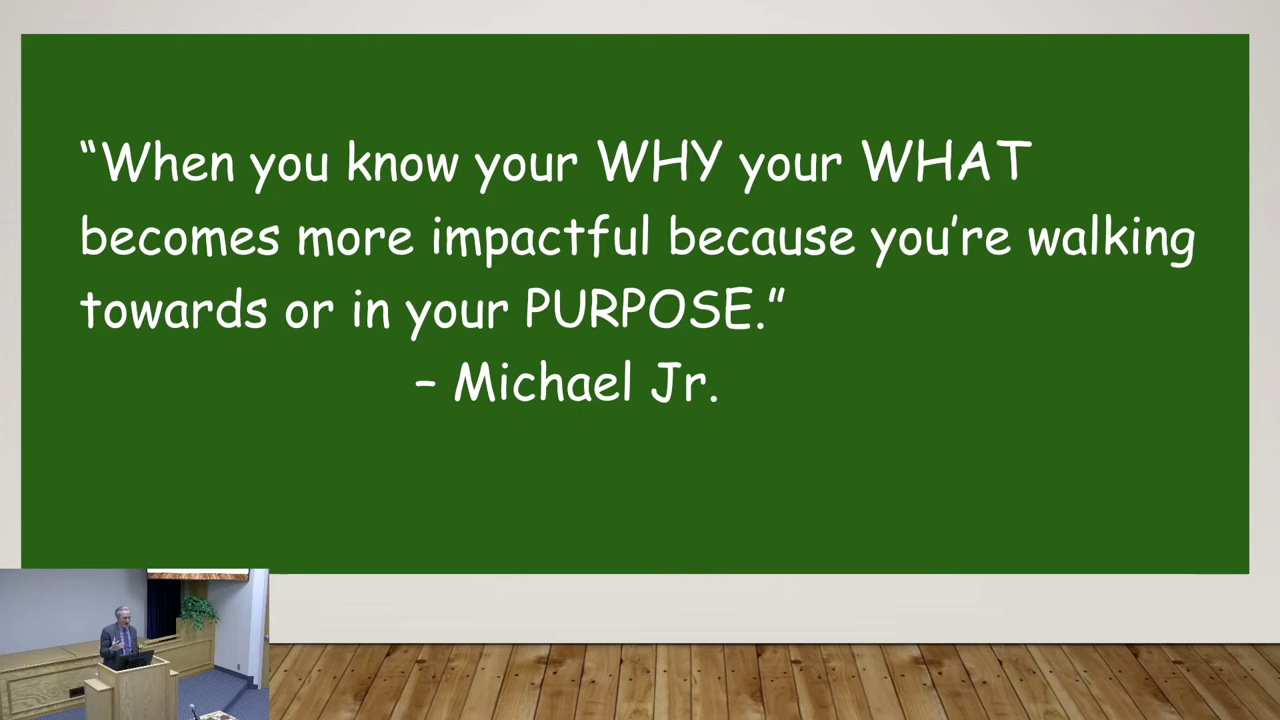 “When you know your WHY your WHAT
becomes more impactful because you’re walking
towards or in your PURPOSE.”
– Michael Jr.